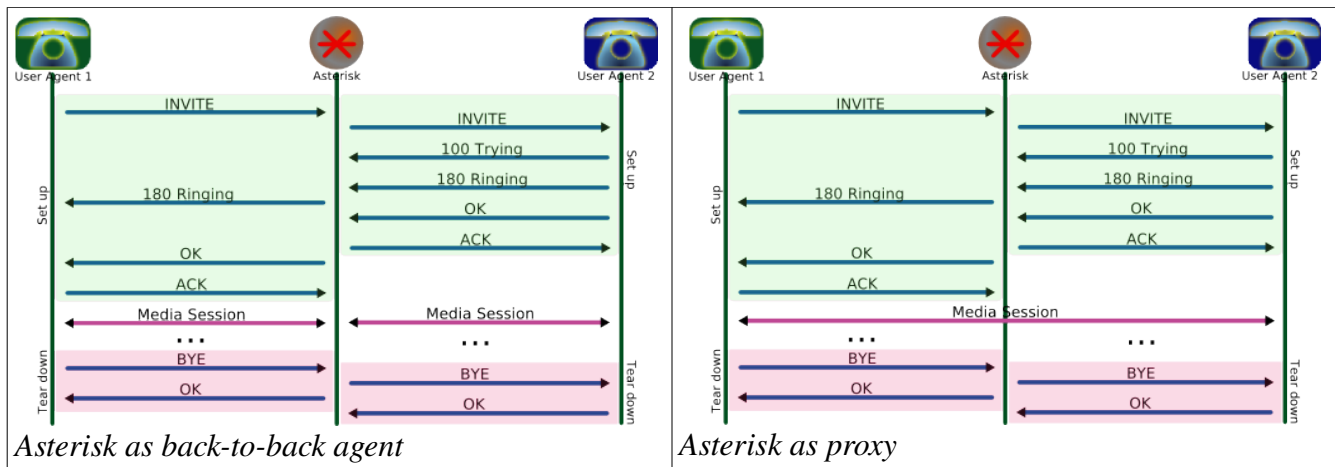 User Agent 1
Asterisk
User Agent 2
INVITE
INVITE
100 Trying
180 Ringing
180 Ringing
OK
ACK
OK
ACK
Set up
Set up
Media Session
Media Session
...
...
BYE
BYE
OK
OK
Tear down
Tear down
Asterisk as back-to-back agent
User Agent 1
Asterisk
User Agent 2
INVITE
INVITE
100 Trying
180 Ringing
180 Ringing
OK
ACK
OK
ACK
Set up
Set up
Media Session
...
...
BYE
BYE
OK
OK
Tear down
Tear down
Asterisk as proxy